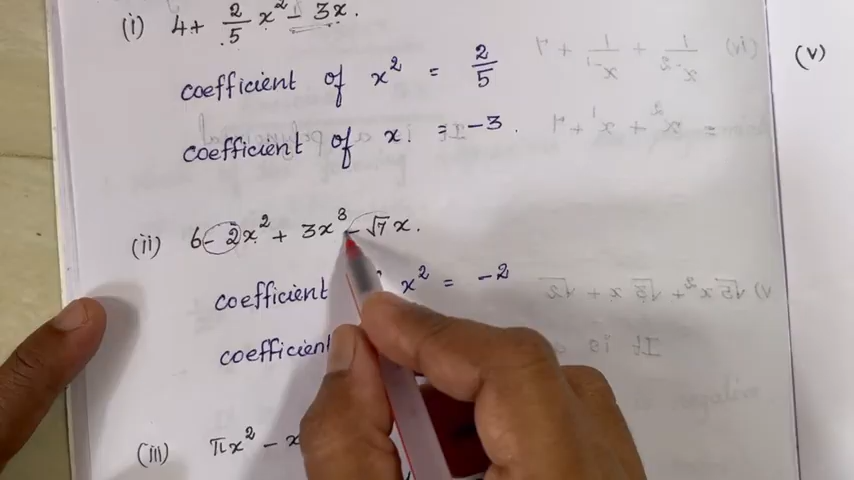 (i) 4 + 2/5 x² - 3x.
coefficient of x² = 2/5
coefficient of x = -3.
(ii) 6 - 2x² + 3x³ - √7x.
coefficient x² = -2
coefficient
(iii) πx² - x
(v)